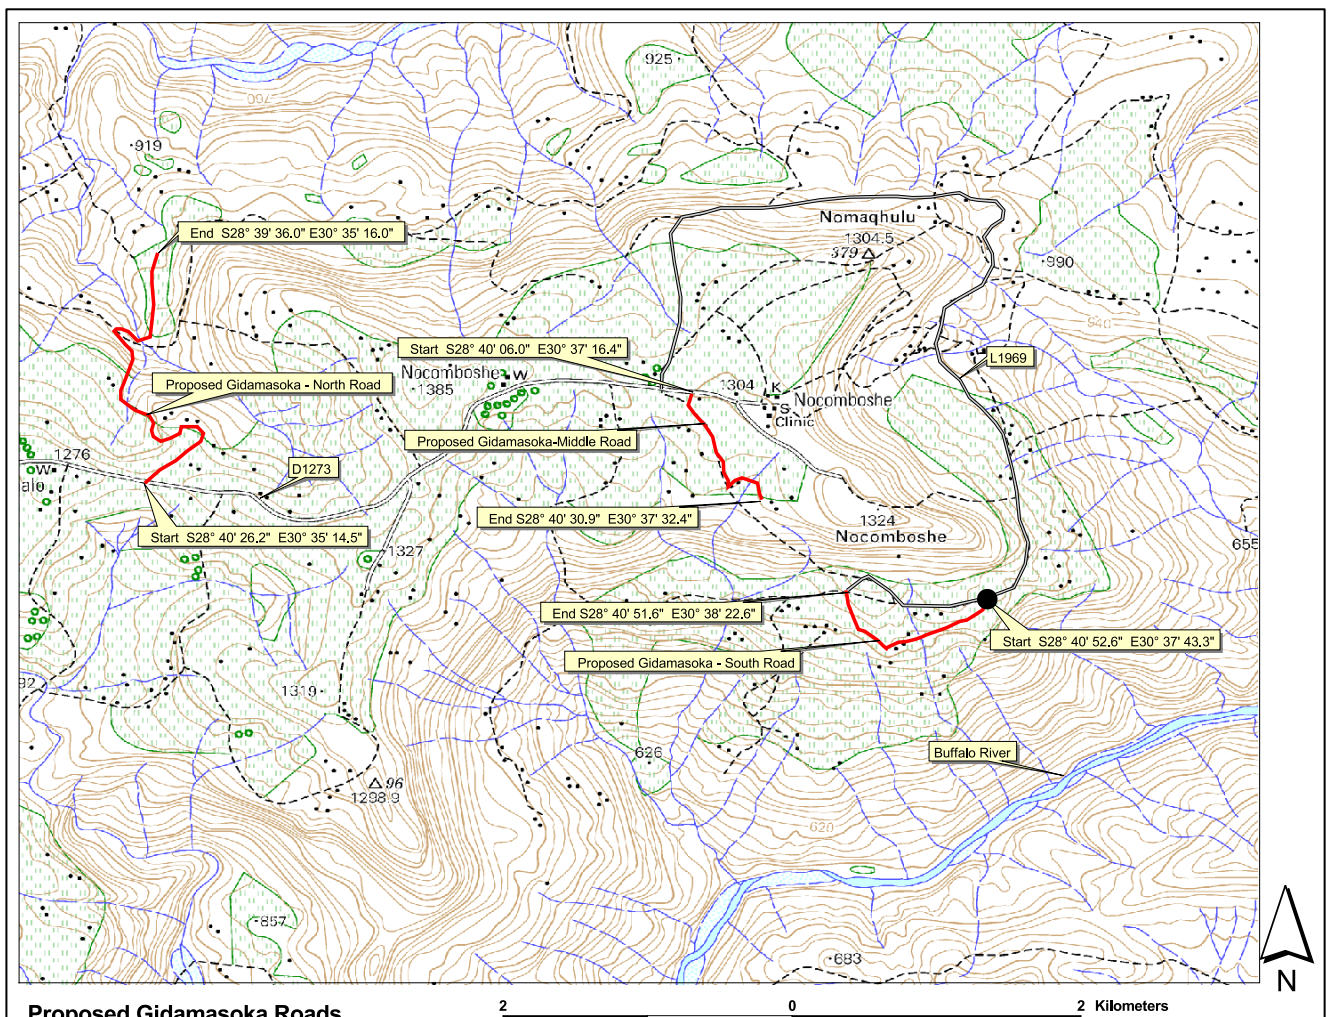 925
700
919
End S28° 39' 36.0" E30° 35' 16.0"
Nomaqhulu
1304.5
379
990
640
Start S28° 40' 06.0" E30° 37' 16.4"
L1969
Nocomboshe
W
1385
Proposed Gidamasoka - North Road
1304
K
Nocomboshe
S
Clinic
Proposed Gidamasoka-Middle Road
1276
W
alo
D1273
End S28° 40' 30.9" E30° 37' 32.4"
1324
Nocomboshe
Start S28° 40' 26.2" E30° 35' 14.5"
655
1327
End S28° 40' 51.6" E30° 38' 22.6"
Start S28° 40' 52.6" E30° 37' 43.3"
Proposed Gidamasoka - South Road
92
1319
626
Buffalo River
96
1298.9
620
857
683
N
Proposed Gidamasoka Roads
2 0 2 Kilometers